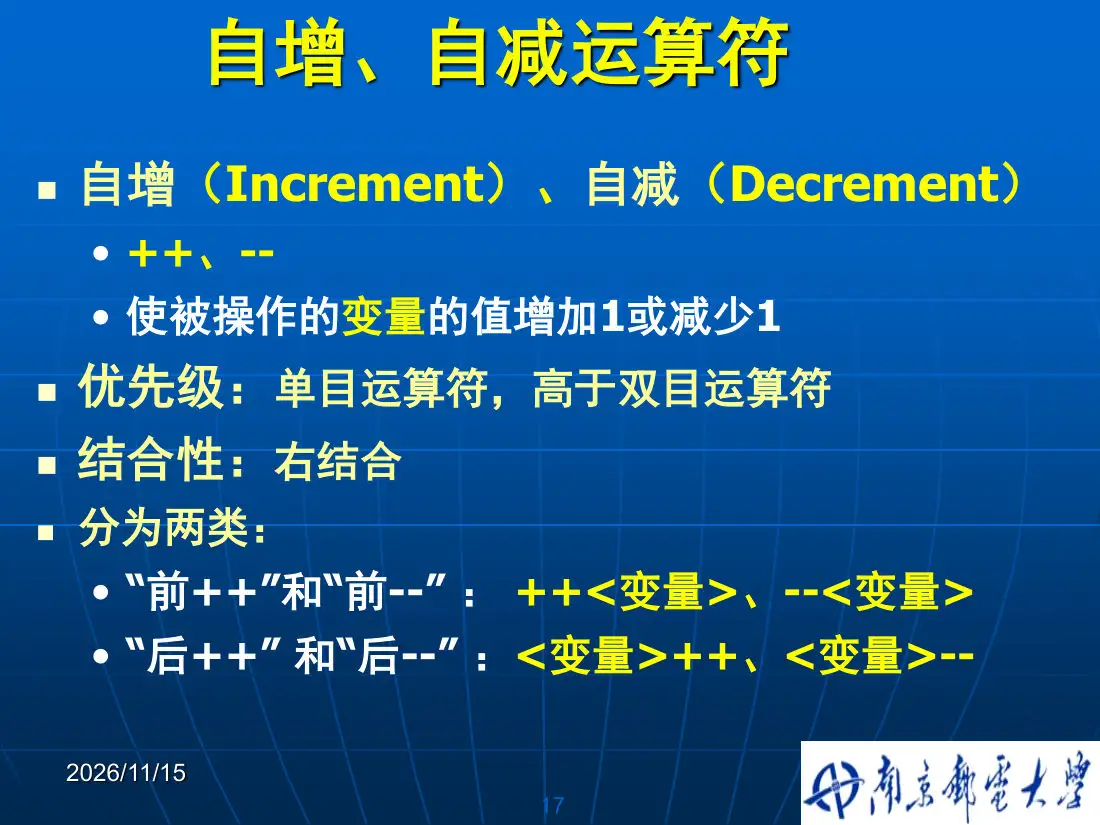 自增、自减运算符
自增（Increment）、自减（Decrement）
++、--
使被操作的变量的值增加1或减少1
优先级：单目运算符，高于双目运算符
结合性：右结合
分为两类：
“前++”和“前--”： ++<变量>、--<变量>
“后++” 和“后--”：<变量>++、<变量>--
2026/11/15
17
南京邮电大学